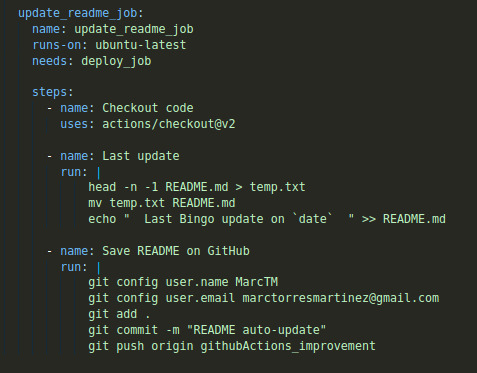 update_readme_job:
name: update_readme_job
runs-on: ubuntu-latest
needs: deploy_job
steps:
- name: Checkout code
uses: actions/checkout@v2
- name: Last update
run: |
head -n -1 README.md > temp.txt
mv temp.txt README.md
echo "  Last Bingo update on `date`  " >> README.md
- name: Save README on GitHub
run: |
git config user.name MarcTM
git config user.email marctorresmartinez@gmail.com
git add .
git commit -m "README auto-update"
git push origin githubActions_improvement